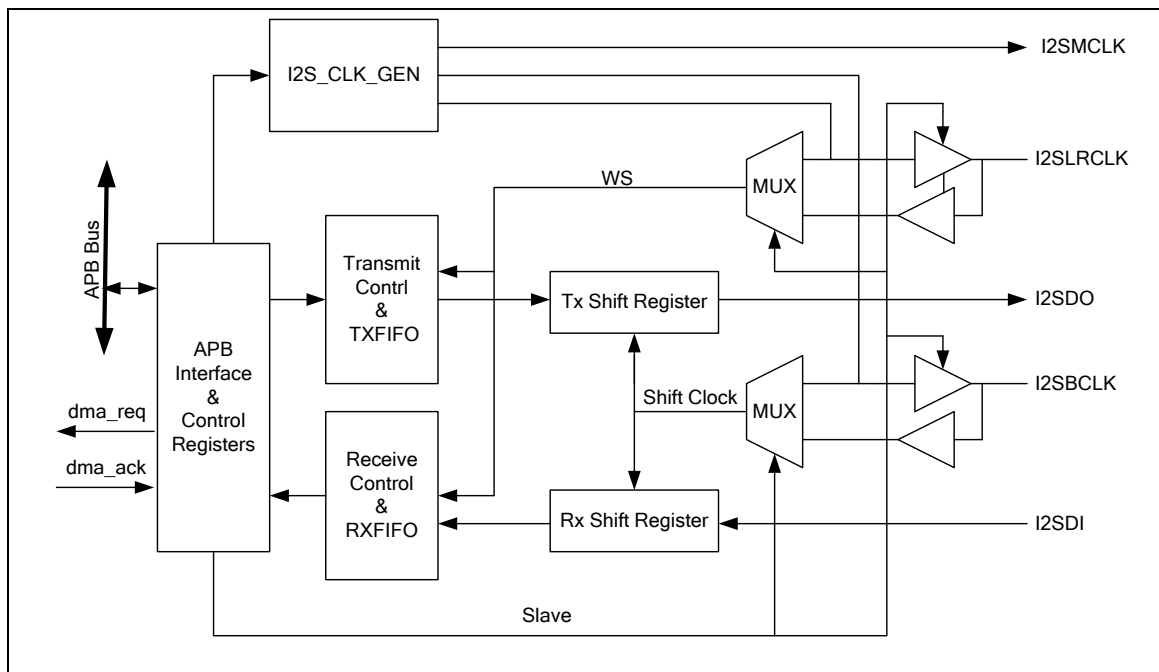 I2S_CLK_GEN
I2SMCLK
I2SLRCLK
MUX
WS
APB Bus
Transmit
Contrl
&
TXFIFO
Tx Shift Register
I2SDO
APB
Interface
&
Control
Registers
Shift Clock
MUX
I2SBCLK
dma_req
dma_ack
Receive
Control
&
RXFIFO
Rx Shift Register
I2SDI
Slave